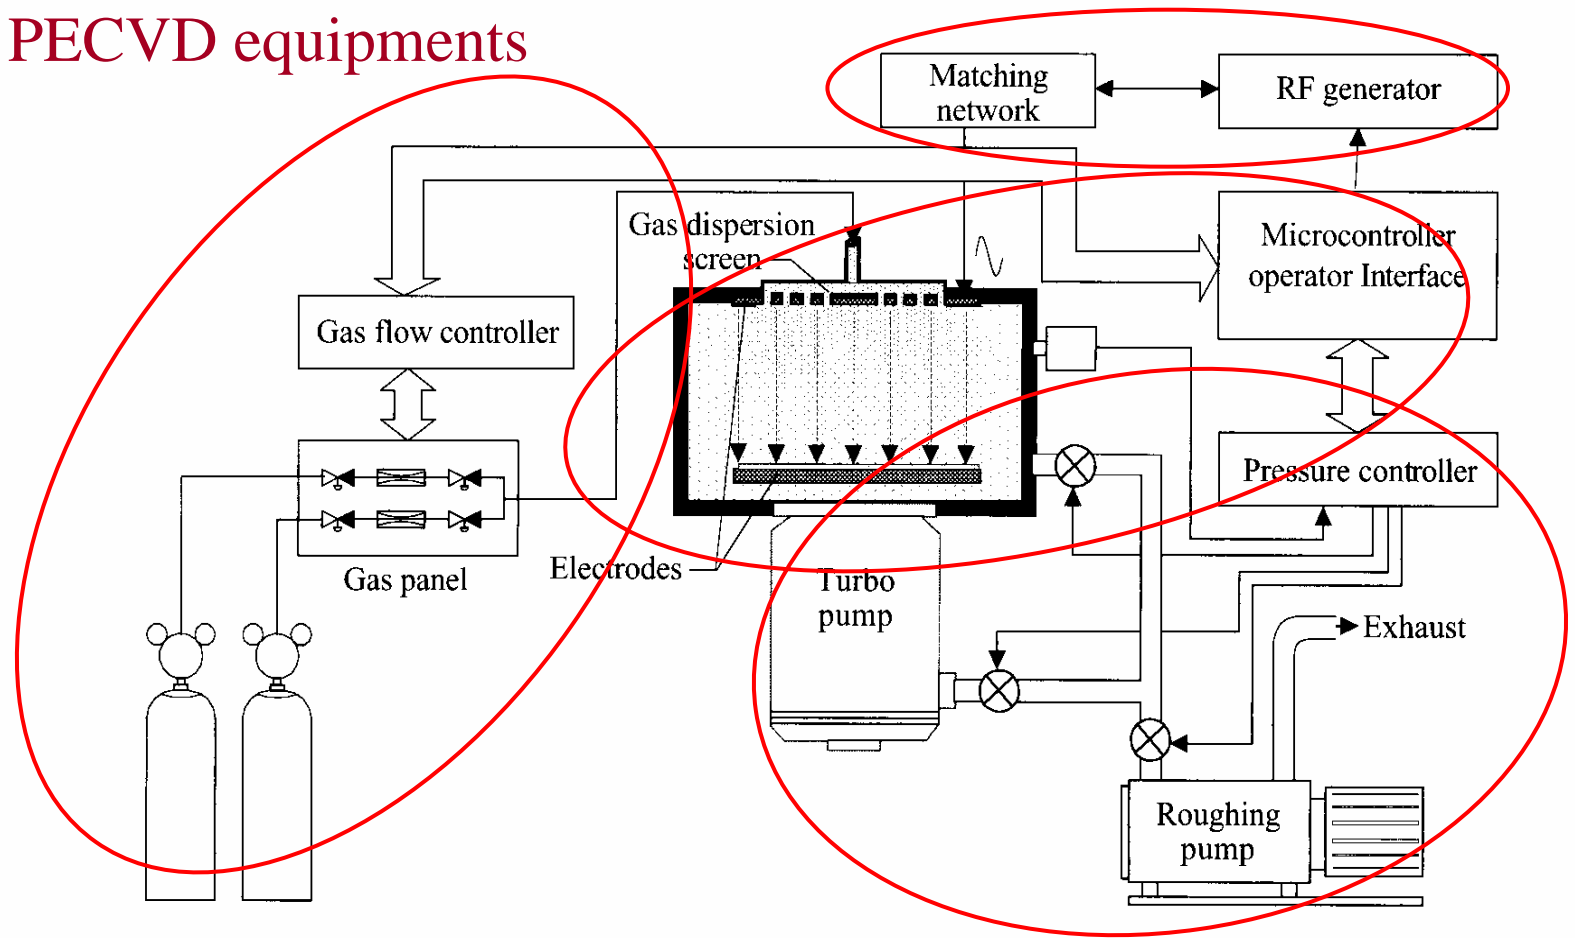 PECVD equipments
Matching
network
RF generator
Gas dispersion
screen
Microcontroller
operator Interface
Gas flow controller
Pressure controller
Gas panel
Electrodes
Turbo
pump
Exhaust
Roughing
pump